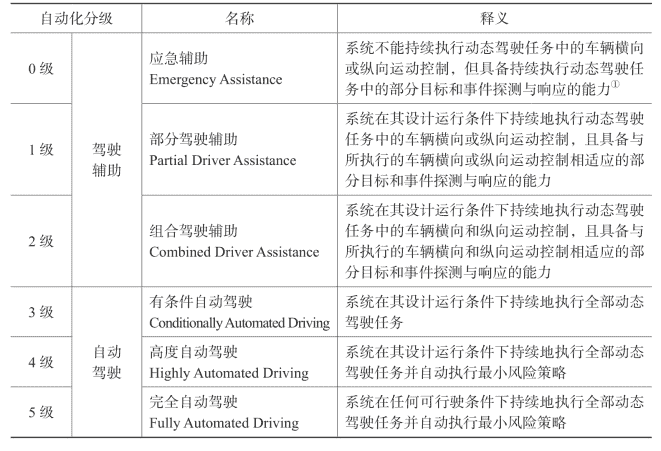 自动化分级 名称 释义
0 级
驾驶
辅助
应急辅助
Emergency Assistance
系统不能持续执行动态驾驶任务中的车辆横向
或纵向运动控制，但具备持续执行动态驾驶任
务中的部分目标和事件探测与响应的能力①
1 级
部分驾驶辅助
Partial Driver Assistance
系统在其设计运行条件下持续地执行动态驾驶
任务中的车辆横向或纵向运动控制，且具备与
所执行的车辆横向或纵向运动控制相适应的部
分目标和事件探测与响应的能力
2 级
组合驾驶辅助
Combined Driver Assistance
系统在其设计运行条件下持续地执行动态驾驶
任务中的车辆横向和纵向运动控制，且具备与
所执行的车辆横向和纵向运动控制相适应的部
分目标和事件探测与响应的能力
3 级
自动
驾驶
有条件自动驾驶
Conditionally Automated Driving
系统在其设计运行条件下持续地执行全部动态
驾驶任务
4 级
高度自动驾驶
Highly Automated Driving
系统在其设计运行条件下持续地执行全部动态
驾驶任务并自动执行最小风险策略
5 级
完全自动驾驶
Fully Automated Driving
系统在任何可行驶条件下持续地执行全部动态
驾驶任务并自动执行最小风险策略